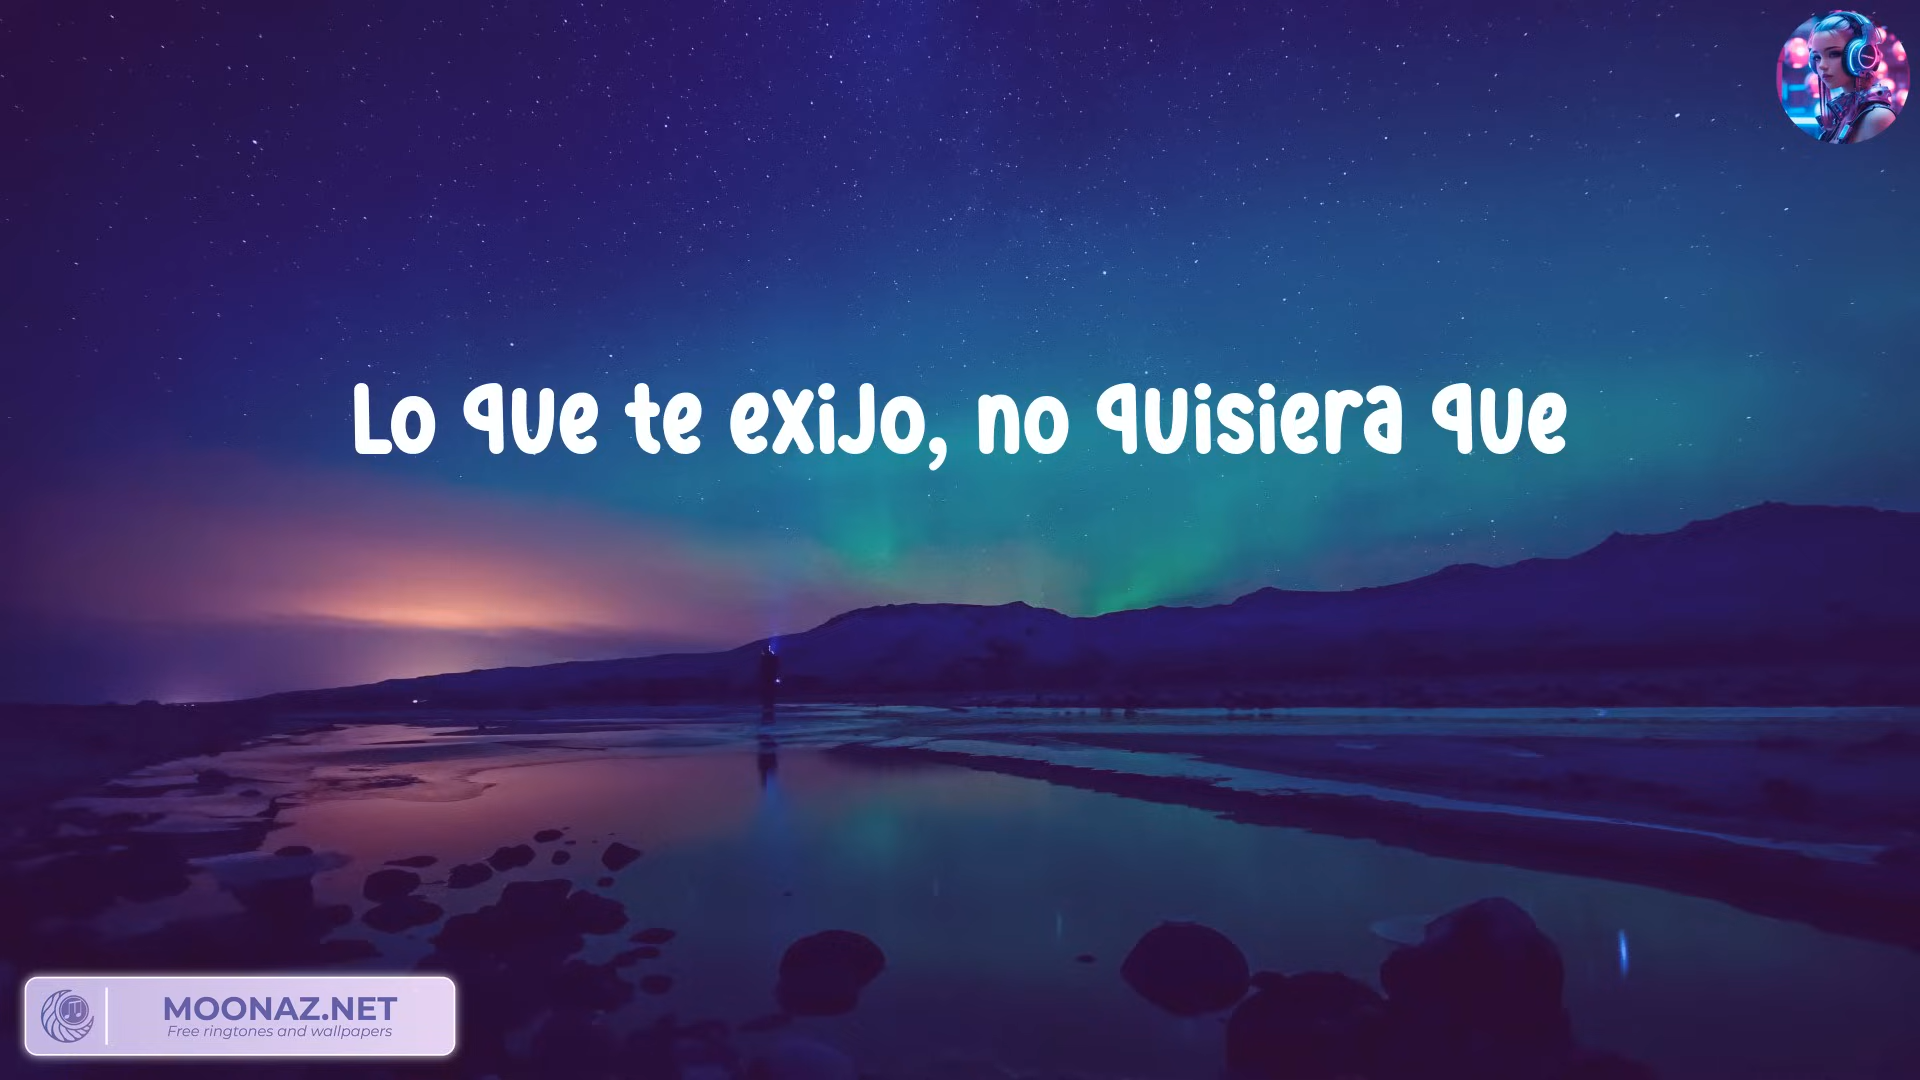 Lo que te exijo, no quisiera que
MOONAZ.NET
Free ringtones and wallpapers